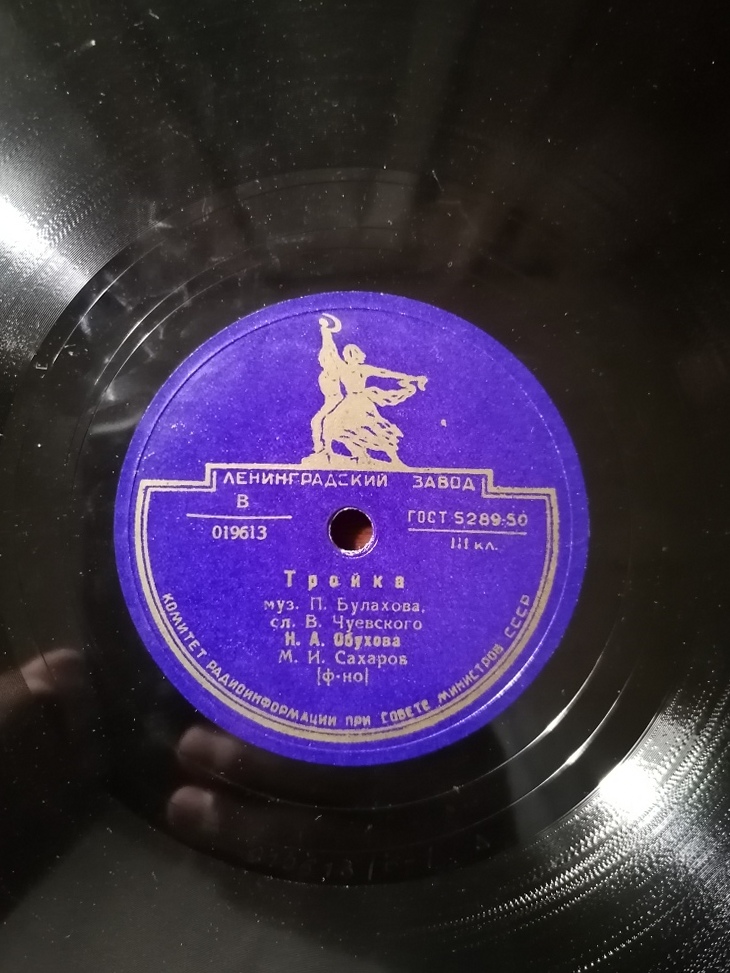 ЛЕНИНГРАДСКИЙ ЗАВОД
В
019613
ГОСТ 5289-50
III кл.
Тройка
муз. П. Булахова,
сл. В. Чуевского
Н. А. Обухова
М. И. Сахаров
[ф-но]
КОМИТЕТ РАДИОИНФОРМАЦИИ ПРИ СОВЕТЕ МИНИСТРОВ СССР